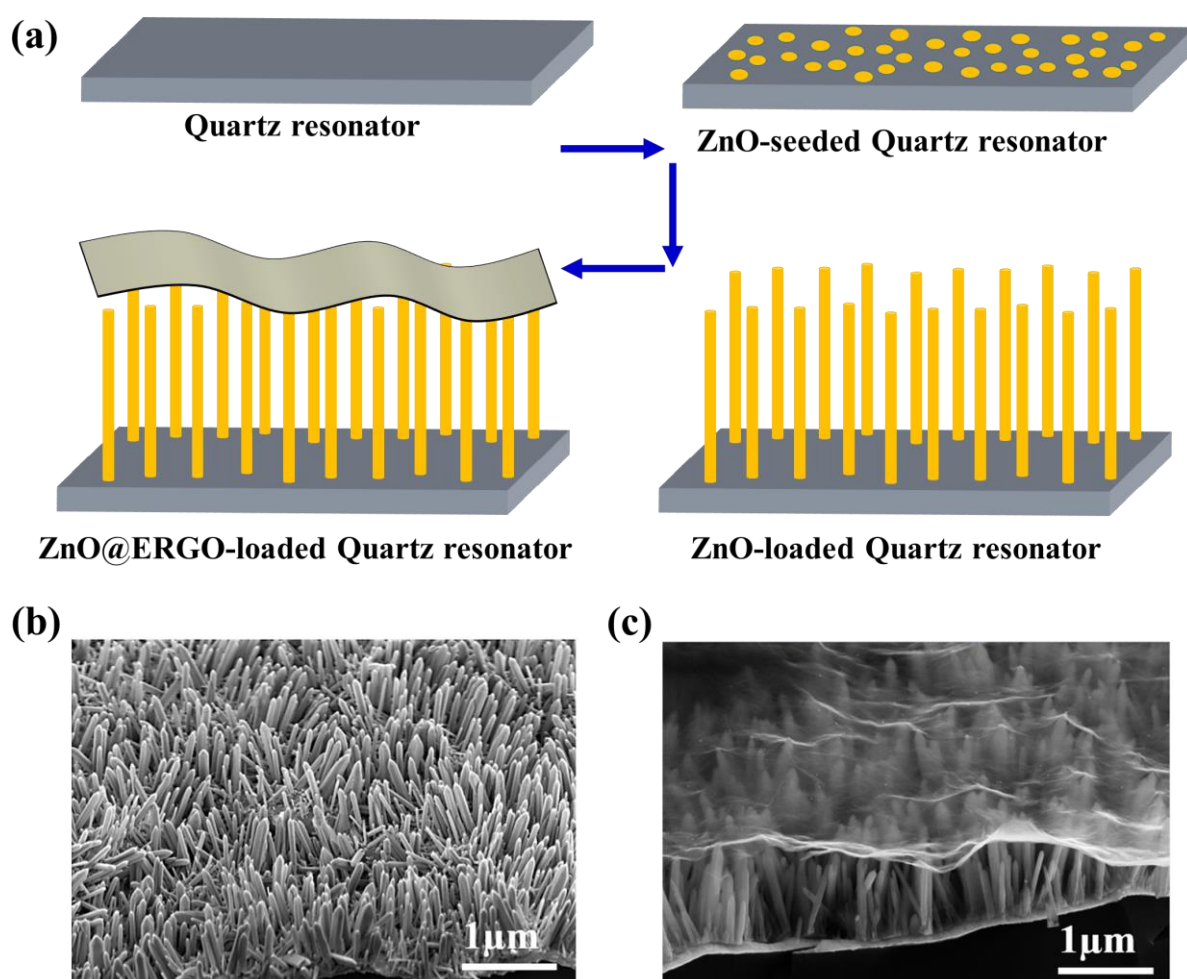 (a)
Quartz resonator
ZnO-seeded Quartz resonator
ZnO@ERGO-loaded Quartz resonator
ZnO-loaded Quartz resonator
(b)
(c)
1μm
1μm